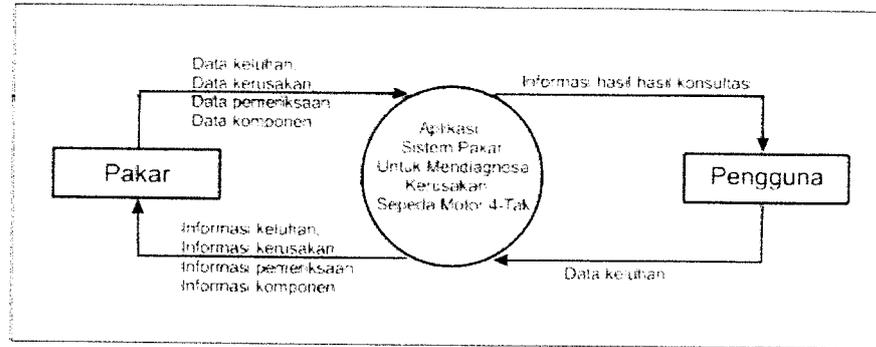 Data keluhan,
Data kerusakan
Data pemeriksaan
Data komponen
Informasi hasil hasil konsultasi
Aplikasi
Sistem Pakar
Untuk Mendiagnosa
Kerusakan
Sepeda Motor 4-Tak
Pakar
Pengguna
Informasi keluhan,
Informasi kerusakan
Informasi pemeriksaan
Informasi komponen
Data keluhan